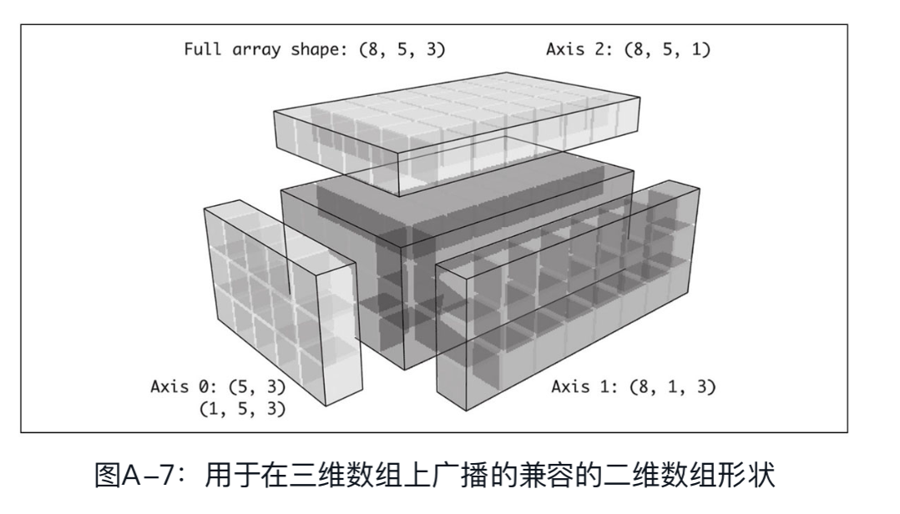 Full array shape: (8, 5, 3)
Axis 2: (8, 5, 1)
Axis 0: (5, 3)
(1, 5, 3)
Axis 1: (8, 1, 3)
图A–7：用于在三维数组上广播的兼容的二维数组形状